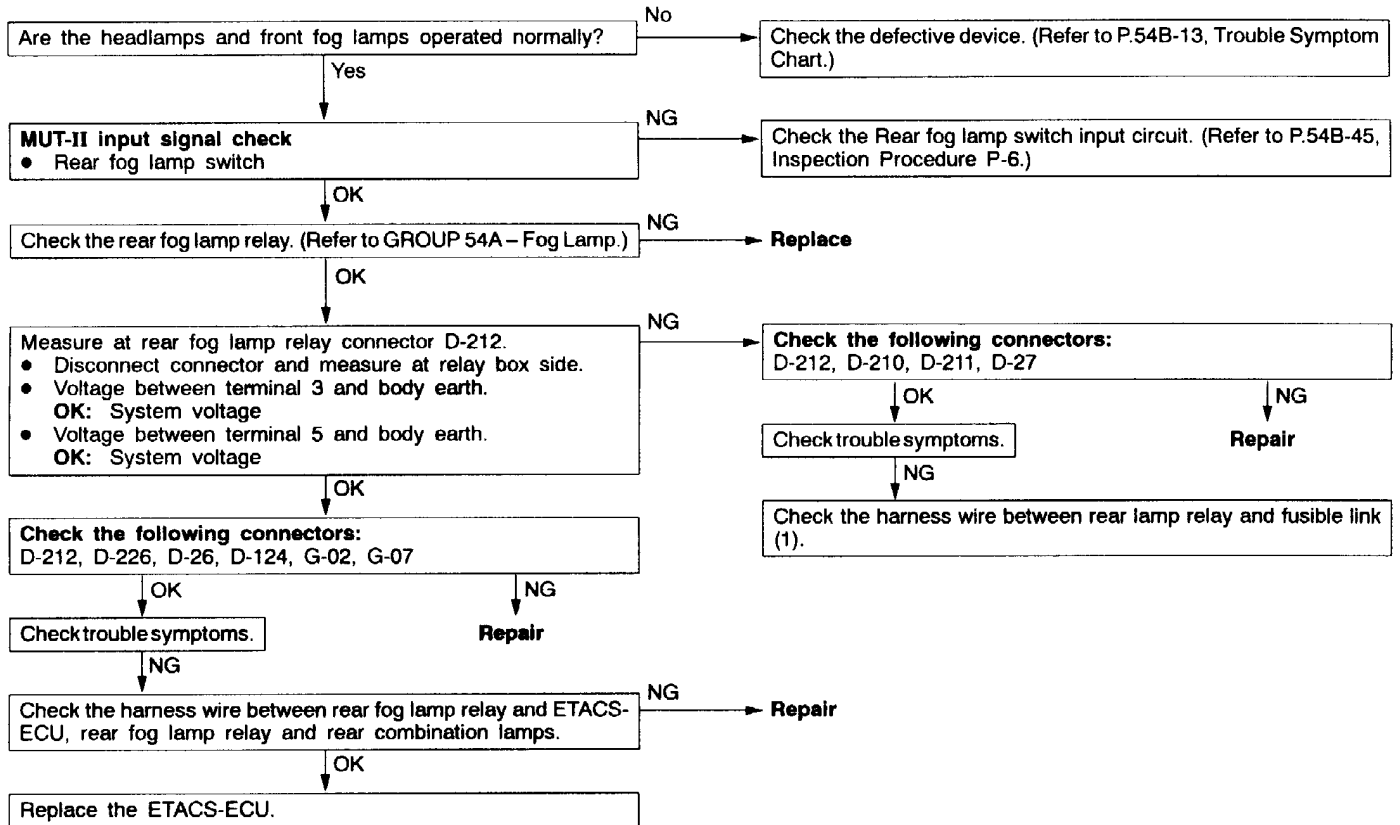 Are the headlamps and front fog lamps operated normally?
No
Check the defective device. (Refer to P.54B-13, Trouble Symptom
Chart.)
Yes
MUT-II input signal check
● Rear fog lamp switch
NG
Check the Rear fog lamp switch input circuit. (Refer to P.54B-45,
Inspection Procedure P-6.)
OK
Check the rear fog lamp relay. (Refer to GROUP 54A – Fog Lamp.)
NG
Replace
OK
Measure at rear fog lamp relay connector D-212.
● Disconnect connector and measure at relay box side.
● Voltage between terminal 3 and body earth.
OK: System voltage
● Voltage between terminal 5 and body earth.
OK: System voltage
NG
Check the following connectors:
D-212, D-210, D-211, D-27
OK
NG
Check trouble symptoms.
Repair
NG
Check the harness wire between rear lamp relay and fusible link
(1).
OK
Check the following connectors:
D-212, D-226, D-26, D-124, G-02, G-07
OK
NG
Check trouble symptoms.
Repair
NG
Check the harness wire between rear fog lamp relay and ETACS-
ECU, rear fog lamp relay and rear combination lamps.
NG
Repair
OK
Replace the ETACS-ECU.